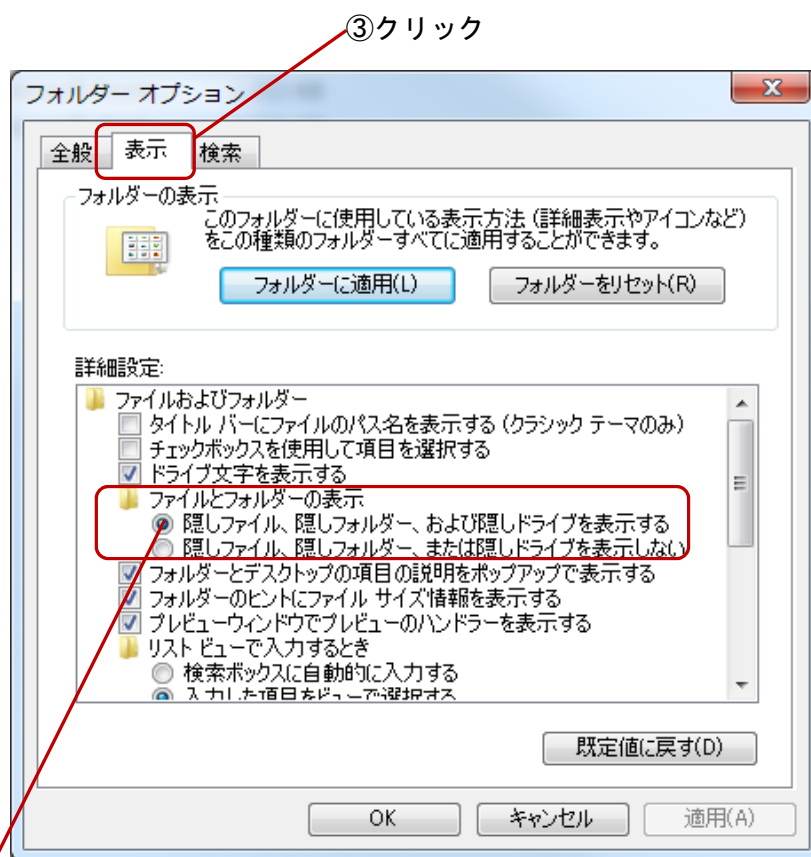 ③クリック
フォルダー オプション
全般 表示 検索
フォルダーの表示
このフォルダーに使用している表示方法 (詳細表示やアイコンなど)
をこの種類のフォルダーすべてに適用することができます。
フォルダーに適用(L) フォルダーをリセット(R)
詳細設定:
ファイルおよびフォルダー
タイトル バーにファイルのパス名を表示する (クラシック テーマのみ)
チェックボックスを使用して項目を選択する
ドライブ文字を表示する
ファイルとフォルダーの表示
隠しファイル、隠しフォルダー、および隠しドライブを表示する
隠しファイル、隠しフォルダー、または隠しドライブを表示しない
フォルダーとデスクトップの項目の説明をポップアップで表示する
フォルダーのヒントにファイル サイズ情報を表示する
プレビューウィンドウでプレビューのハンドラーを表示する
リスト ビューで入力するとき
検索ボックスに自動的に入力する
入力した項目をビューで選択する
既定値に戻す(D)
OK キャンセル 適用(A)